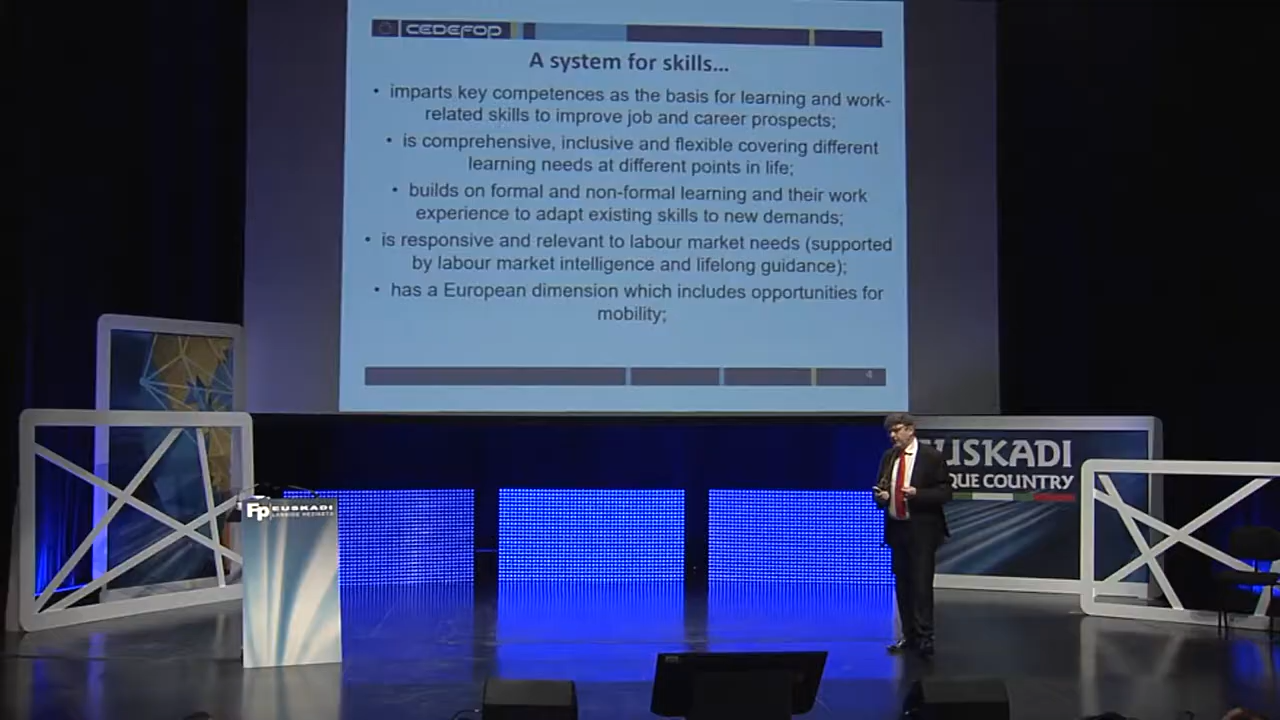 CEDEFOP
A system for skills...
• imparts key competences as the basis for learning and work-
related skills to improve job and career prospects;
• is comprehensive, inclusive and flexible covering different
learning needs at different points in life;
• builds on formal and non-formal learning and their work
experience to adapt existing skills to new demands;
• is responsive and relevant to labour market needs (supported
by labour market intelligence and lifelong guidance);
• has a European dimension which includes opportunities for
mobility;
4
EUSKADI
QUE COUNTRY
Fp EUSKADI
LANBIDE HEZIKETA